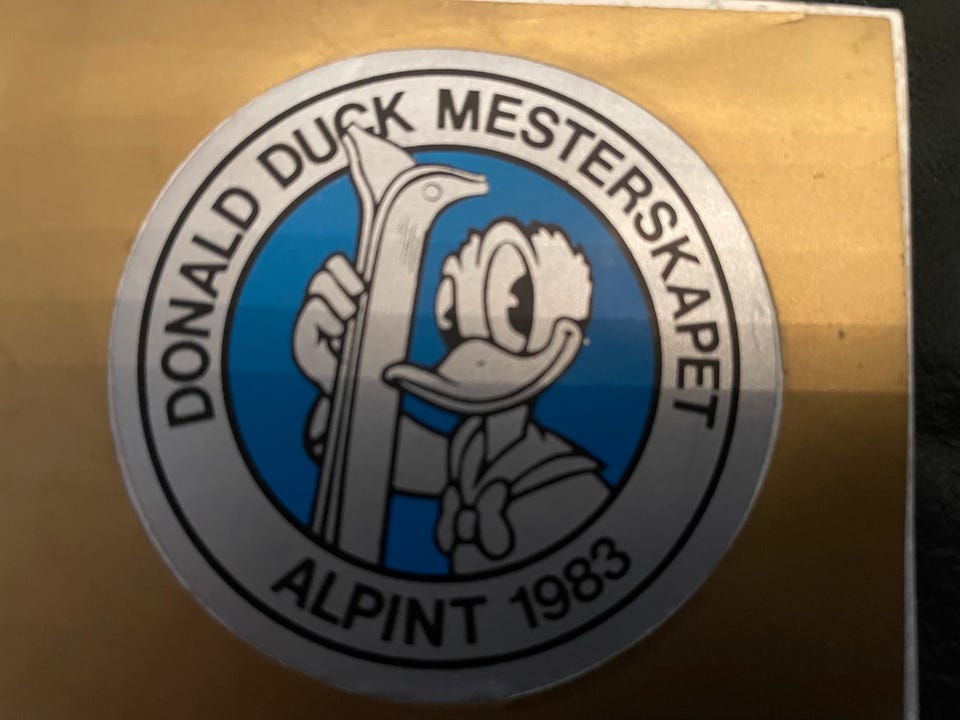 DONALD DUCK MESTERSKAPET
ALPINT 1983